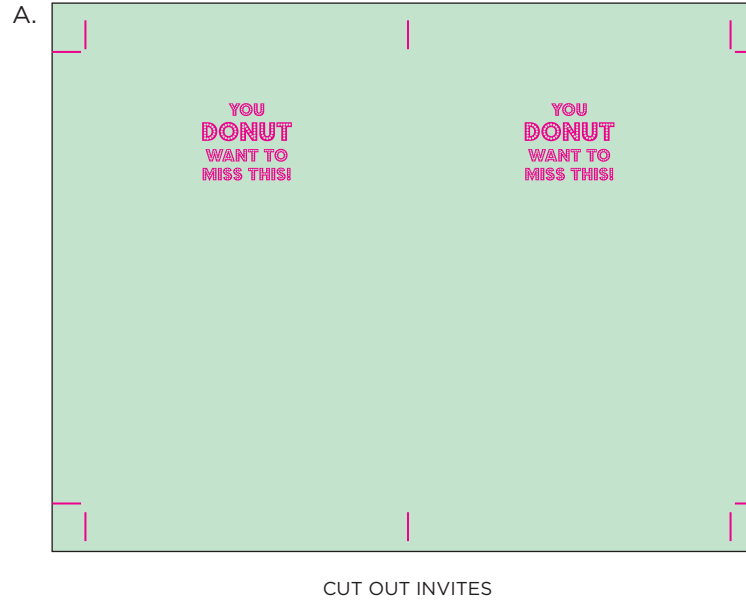 A.
YOU
DONUT
WANT TO
MISS THIS!
YOU
DONUT
WANT TO
MISS THIS!
CUT OUT INVITES